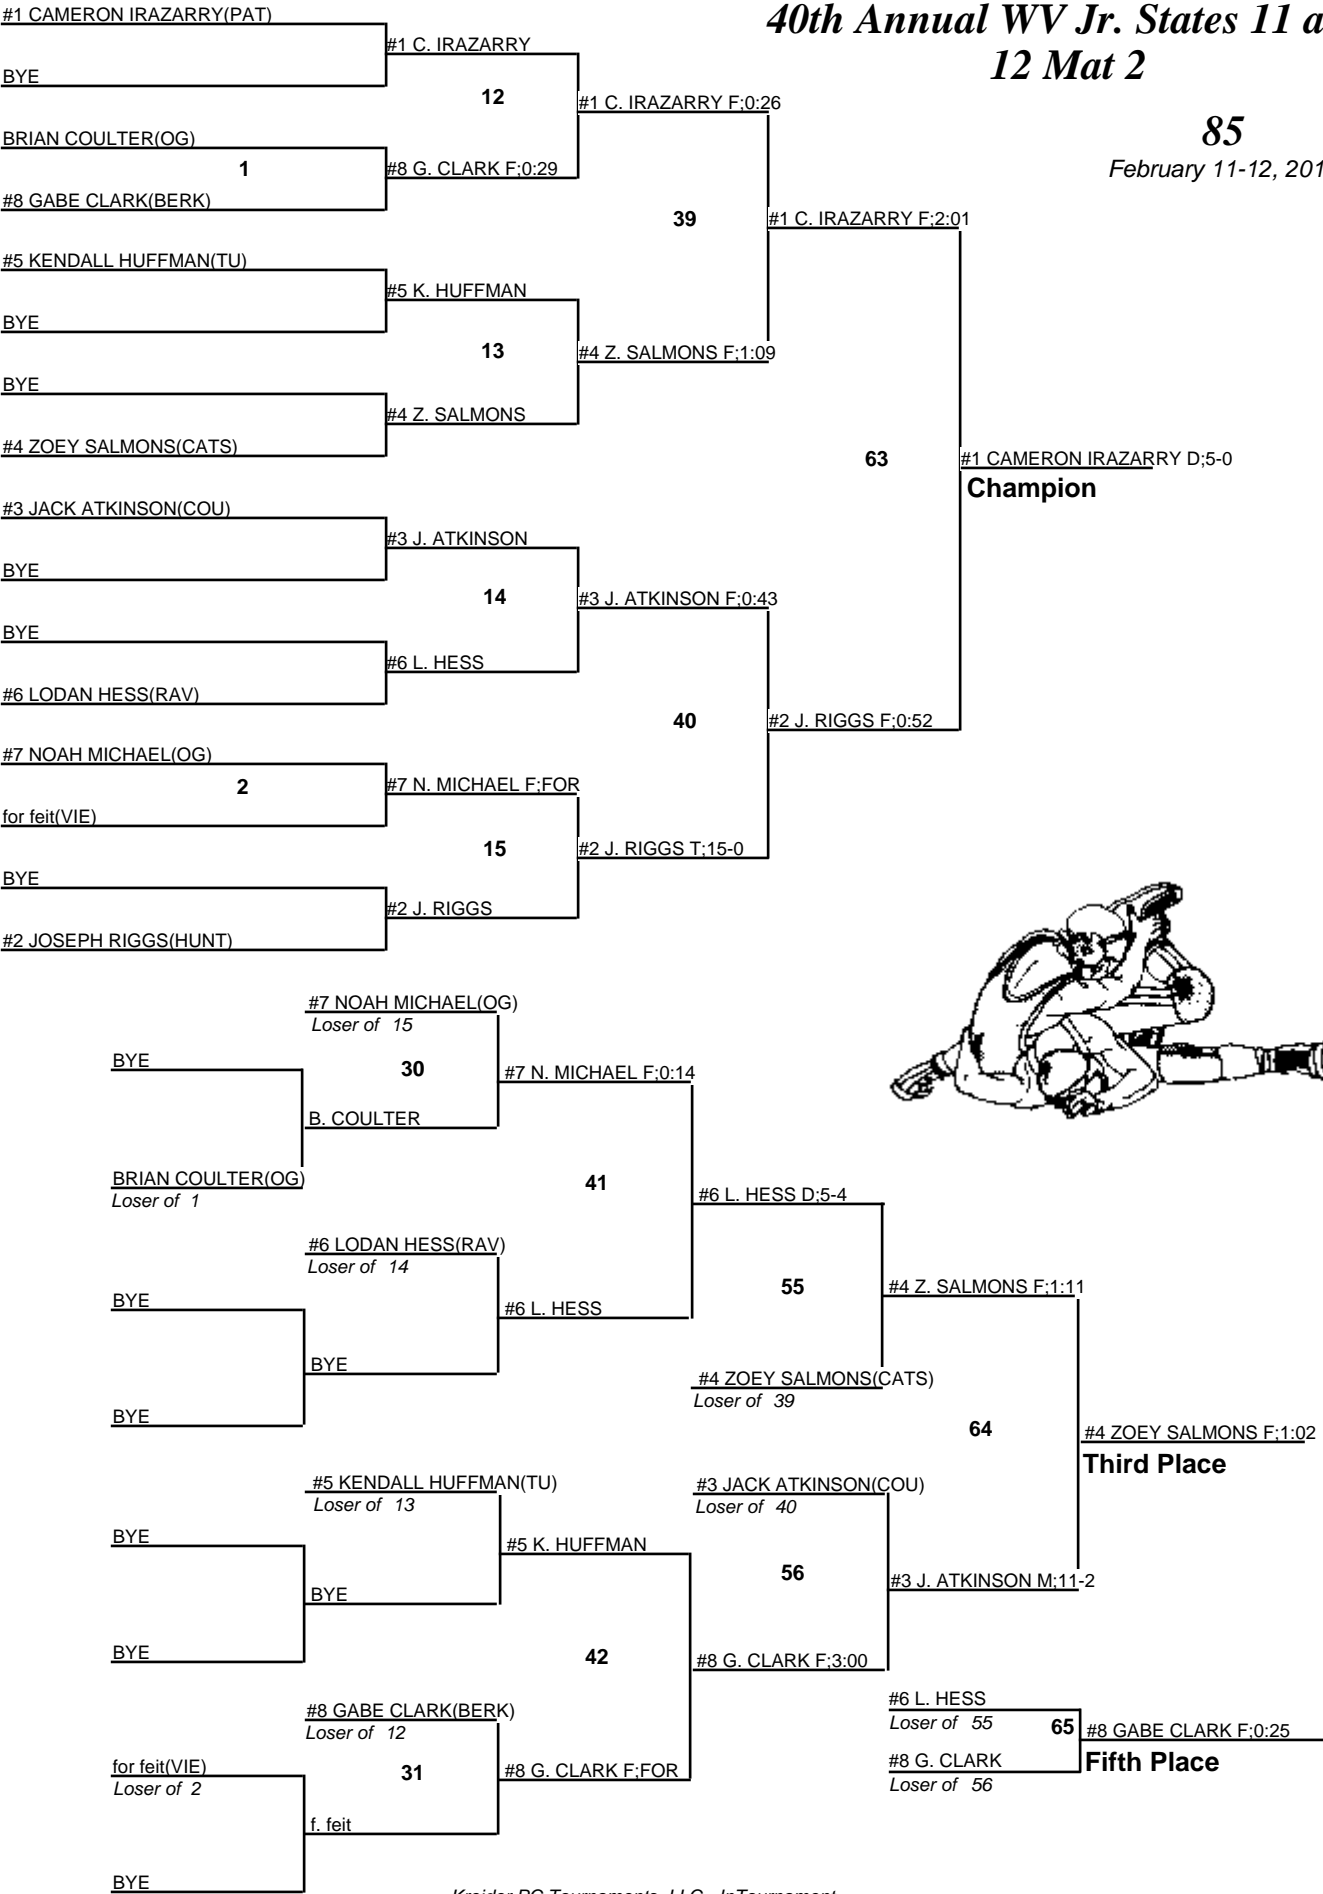 40th Annual WV Jr. States 11 a
12 Mat 2
85
February 11-12, 201
#1 CAMERON IRAZARRY(PAT)
#1 C. IRAZARRY
BYE
12
#1 C. IRAZARRY F;0:26
BRIAN COULTER(OG)
1
#8 G. CLARK F;0:29
#8 GABE CLARK(BERK)
39
#1 C. IRAZARRY F;2:01
#5 KENDALL HUFFMAN(TU)
#5 K. HUFFMAN
BYE
13
#4 Z. SALMONS F;1:09
BYE
#4 Z. SALMONS
#4 ZOEY SALMONS(CATS)
63
#1 CAMERON IRAZARRY D;5-0
Champion
#3 JACK ATKINSON(COU)
#3 J. ATKINSON
BYE
14
#3 J. ATKINSON F;0:43
BYE
#6 L. HESS
#6 LODAN HESS(RAV)
40
#2 J. RIGGS F;0:52
#7 NOAH MICHAEL(OG)
2
#7 N. MICHAEL F;FOR
for feit(VIE)
15
#2 J. RIGGS T;15-0
BYE
#2 J. RIGGS
#2 JOSEPH RIGGS(HUNT)
#7 NOAH MICHAEL(OG)
Loser of 15
BYE
30
#7 N. MICHAEL F;0:14
B. COULTER
BRIAN COULTER(OG)
Loser of 1
41
#6 L. HESS D;5-4
#6 LODAN HESS(RAV)
Loser of 14
55
#4 Z. SALMONS F;1:11
BYE
#6 L. HESS
BYE
#4 ZOEY SALMONS(CATS)
Loser of 39
BYE
64
#4 ZOEY SALMONS F;1:02
Third Place
#5 KENDALL HUFFMAN(TU)
Loser of 13
#3 JACK ATKINSON(COU)
Loser of 40
BYE
#5 K. HUFFMAN
56
#3 J. ATKINSON M;11-2
BYE
BYE
42
#8 G. CLARK F;3:00
#8 GABE CLARK(BERK)
Loser of 12
#6 L. HESS
Loser of 55
65
#8 GABE CLARK F;0:25
Fifth Place
#8 G. CLARK
Loser of 56
for feit(VIE)
Loser of 2
31
#8 G. CLARK F;FOR
f. feit
BYE
Kreider PC Tournaments, LLC - InTournament